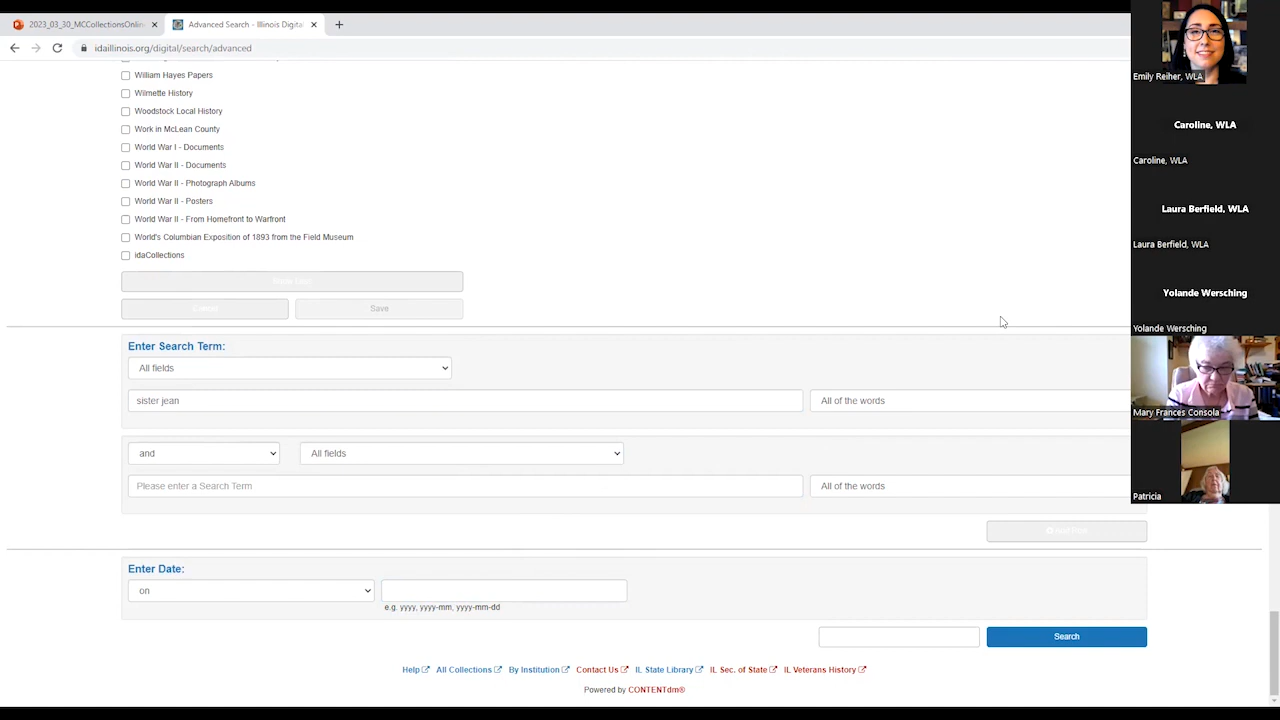 2023_03_30_MCCollectionsOnlin
Advanced Search - Illinois Digital
idaillinois.org/digital/search/advanced
William Hayes Papers
Wilmette History
Woodstock Local History
Work in McLean County
World War I - Documents
World War II - Documents
World War II - Photograph Albums
World War II - Posters
World War II - From Homefront to Warfront
World's Columbian Exposition of 1893 from the Field Museum
idaCollections
Cancel Save
Enter Search Term:
All fields
sister jean All of the words
and All fields
Please enter a Search Term All of the words
Enter Date:
on
e.g. yyyy, yyyy-mm, yyyy-mm-dd
Search
Help All Collections By Institution Contact Us IL State Library IL Sec. of State IL Veterans History
Powered by CONTENTdm®
Emily Reiher, WLA
Caroline, WLA
Caroline, WLA
Laura Berfield, WLA
Laura Berfield, WLA
Yolande Wersching
Yolande Wersching
Mary Frances Consola
Patricia